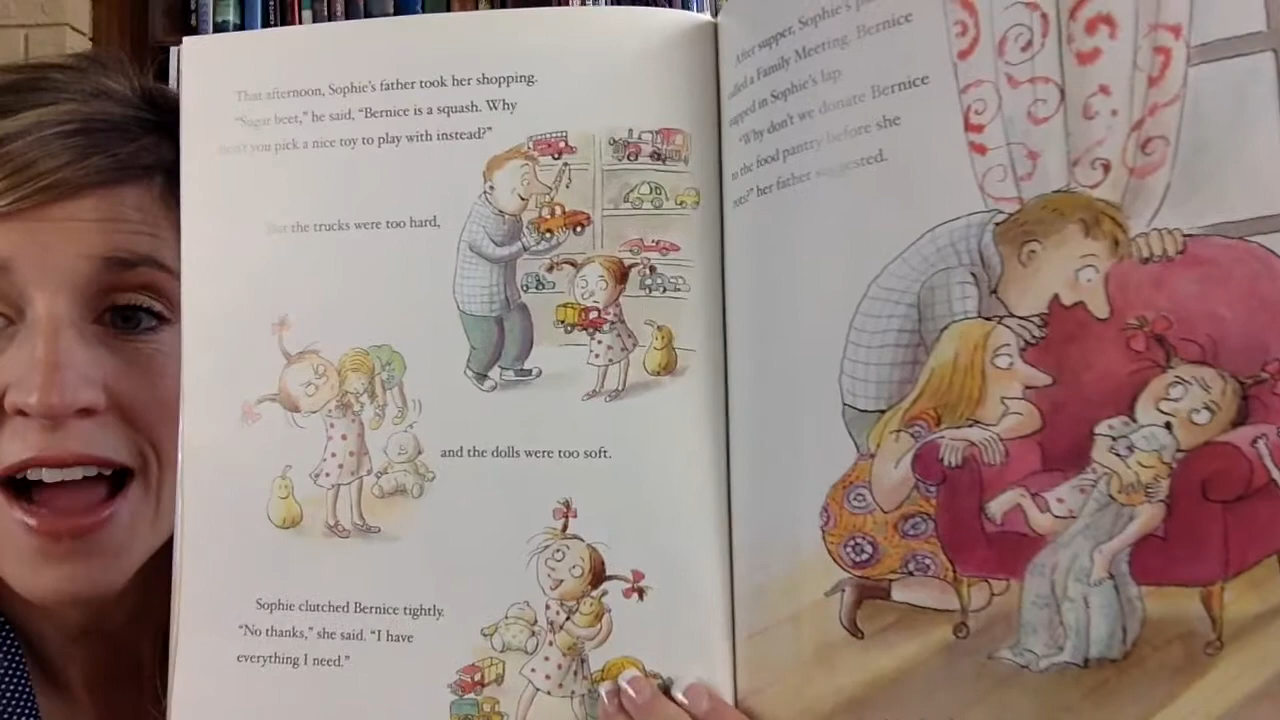 That afternoon, Sophie's father took her shopping.
"Sugar beet," he said, "Bernice is a squash. Why
don't you pick a nice toy to play with instead?"
But the trucks were too hard,
and the dolls were too soft.
Sophie clutched Bernice tightly.
"No thanks," she said. "I have
everything I need."
After supper, Sophie's
called a Family Meeting. Bernice
napped in Sophie's lap
"Why don't we donate Bernice
to the food pantry before she
rots?" her father suggested.